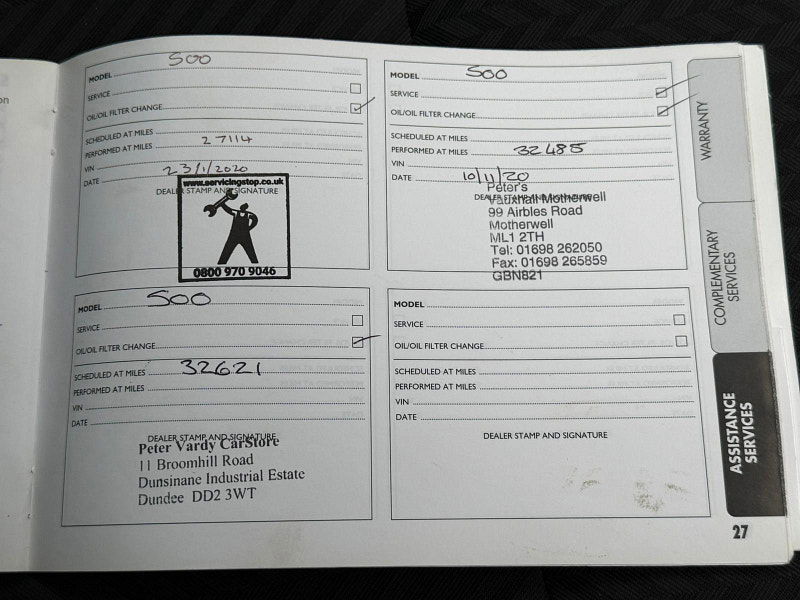 on
MODEL 500
SERVICE
OIL/OIL FILTER CHANGE
SCHEDULED AT MILES
PERFORMED AT MILES 27114
VIN
DATE 23/1/2020
DEALER STAMP AND SIGNATURE
www.servicingstop.co.uk
0800 970 9046
MODEL 500
SERVICE
OIL/OIL FILTER CHANGE
SCHEDULED AT MILES
PERFORMED AT MILES 32485
VIN
DATE 10/11/20
DEALER STAMP AND SIGNATURE
Peter's
Vauxhall Motherwell
99 Airbles Road
Motherwell
ML1 2TH
Tel: 01698 262050
Fax: 01698 265859
GBN821
MODEL 500
SERVICE
OIL/OIL FILTER CHANGE
SCHEDULED AT MILES 32621
PERFORMED AT MILES
VIN
DATE
DEALER STAMP AND SIGNATURE
Peter Vardy CarStore
11 Broomhill Road
Dunsinane Industrial Estate
Dundee DD2 3WT
MODEL
SERVICE
OIL/OIL FILTER CHANGE
SCHEDULED AT MILES
PERFORMED AT MILES
VIN
DATE
DEALER STAMP AND SIGNATURE
WARRANTY
COMPLEMENTARY
SERVICES
ASSISTANCE
SERVICES
27